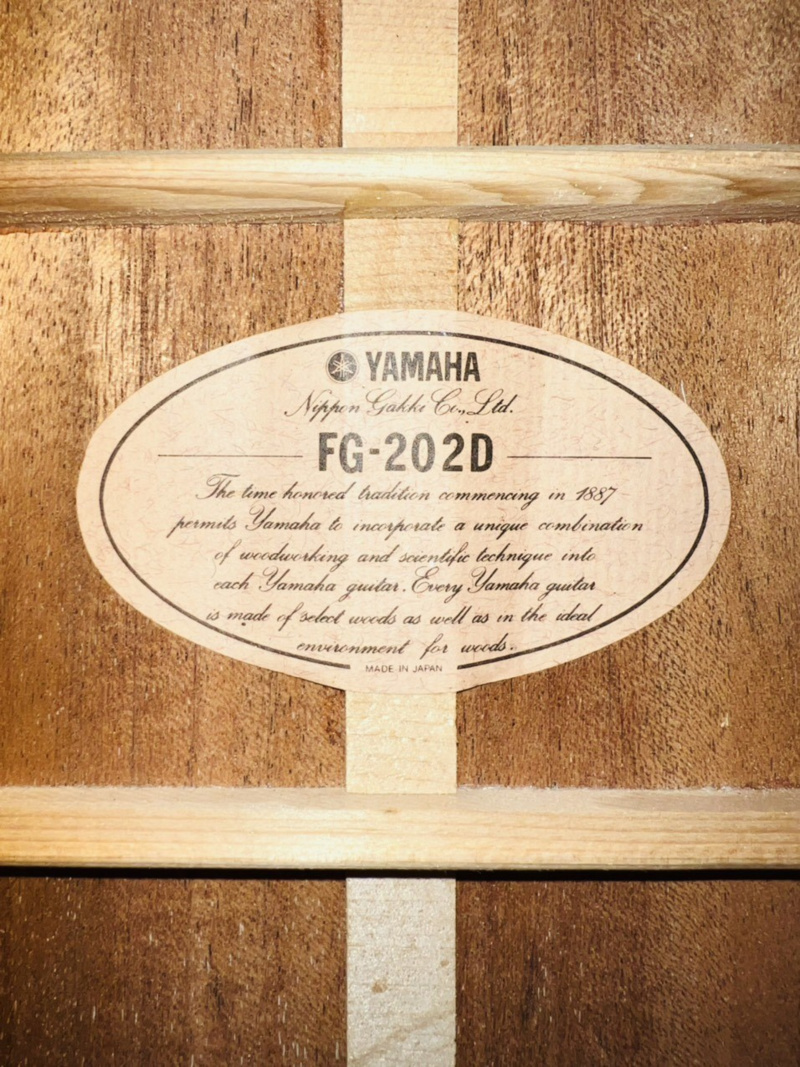 YAMAHA
Nippon Gakki Co., Ltd.
FG-202D
The time honored tradition commencing in 1887
permits Yamaha to incorporate a unique combination
of woodworking and scientific technique into
each Yamaha guitar. Every Yamaha guitar
is made of select woods as well as in the ideal
environment for woods.
MADE IN JAPAN